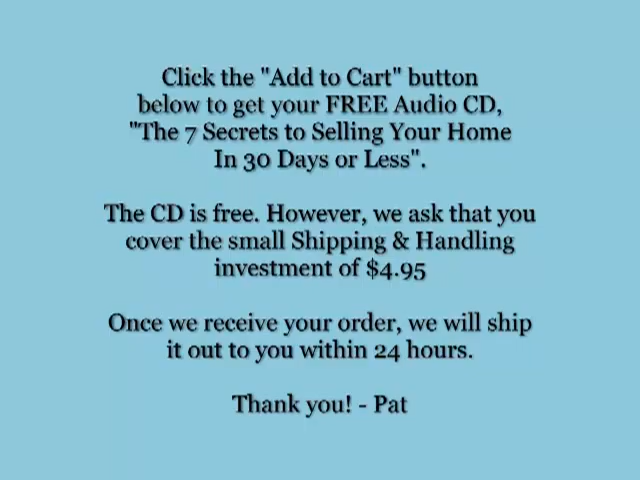 Click the "Add to Cart" button
below to get your FREE Audio CD,
"The 7 Secrets to Selling Your Home
In 30 Days or Less".
The CD is free. However, we ask that you
cover the small Shipping & Handling
investment of $4.95
Once we receive your order, we will ship
it out to you within 24 hours.
Thank you! - Pat